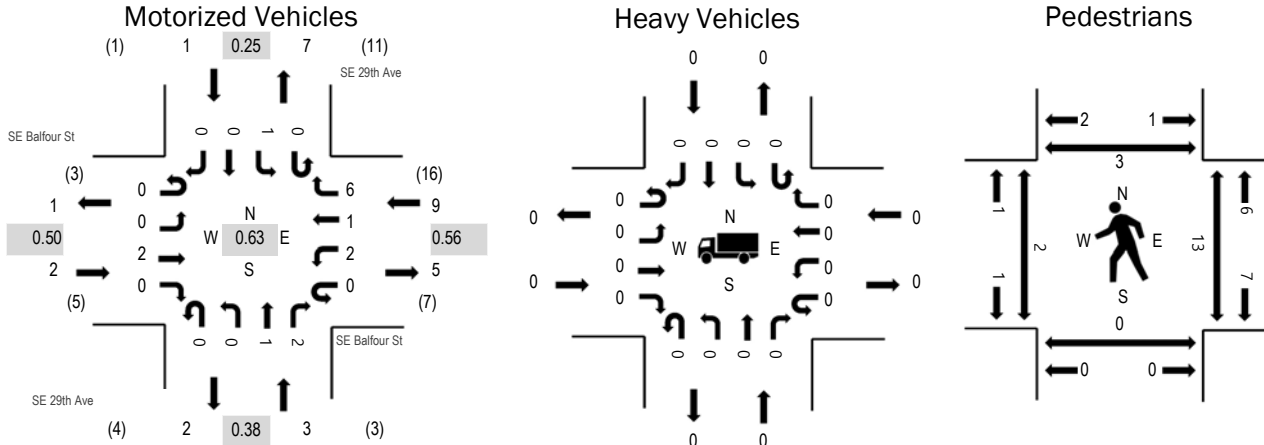 Motorized Vehicles
(1) 1 0.25 7 (11)
SE 29th Ave
SE Balfour St
0 0 1 0
(3) 0 6 (16)
1 0 1 9
0.50 W N 0.63 S E 0.56
2 2 2 5
(5) 0 0 (7)
0 0 1 2
SE Balfour St
SE 29th Ave
(4) 2 0.38 3 (3)
Heavy Vehicles
0 0
0 0 0 0
0 0
0 0 0 0
N
W E
S
0 0 0 0
0 0
0 0 0 0
0 0
Pedestrians
2 1
3
N
1 2 W E 13 6
1 S 7
0
0 0